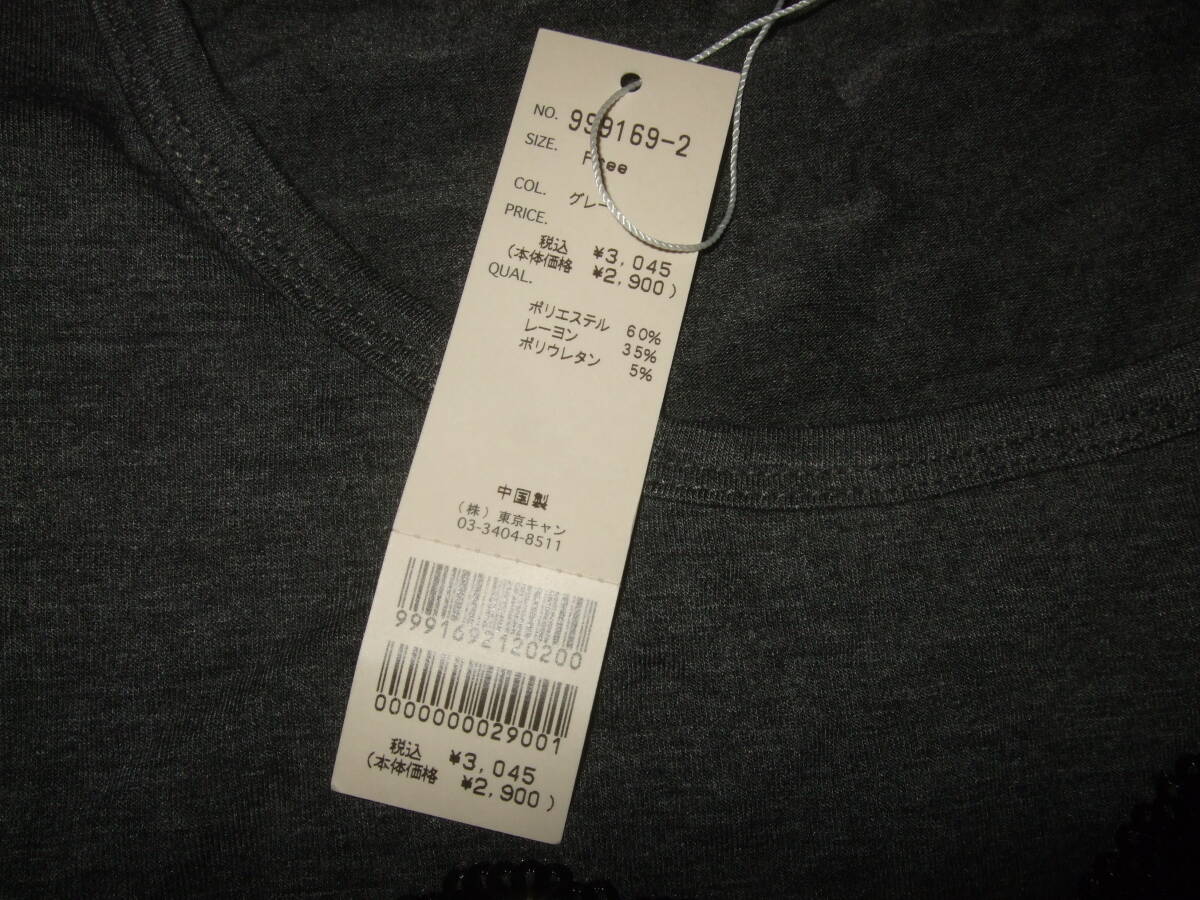 NO. 999169-2
SIZE. Free
COL. グレー
PRICE.
税込 ¥3,045
(本体価格 ¥2,900)
QUAL.
ポリエステル 60%
レーヨン 35%
ポリウレタン 5%
中国製
(株)東京キャン
03-3404-8511
9991692120200
0000000029001
税込 ¥3,045
(本体価格 ¥2,900)